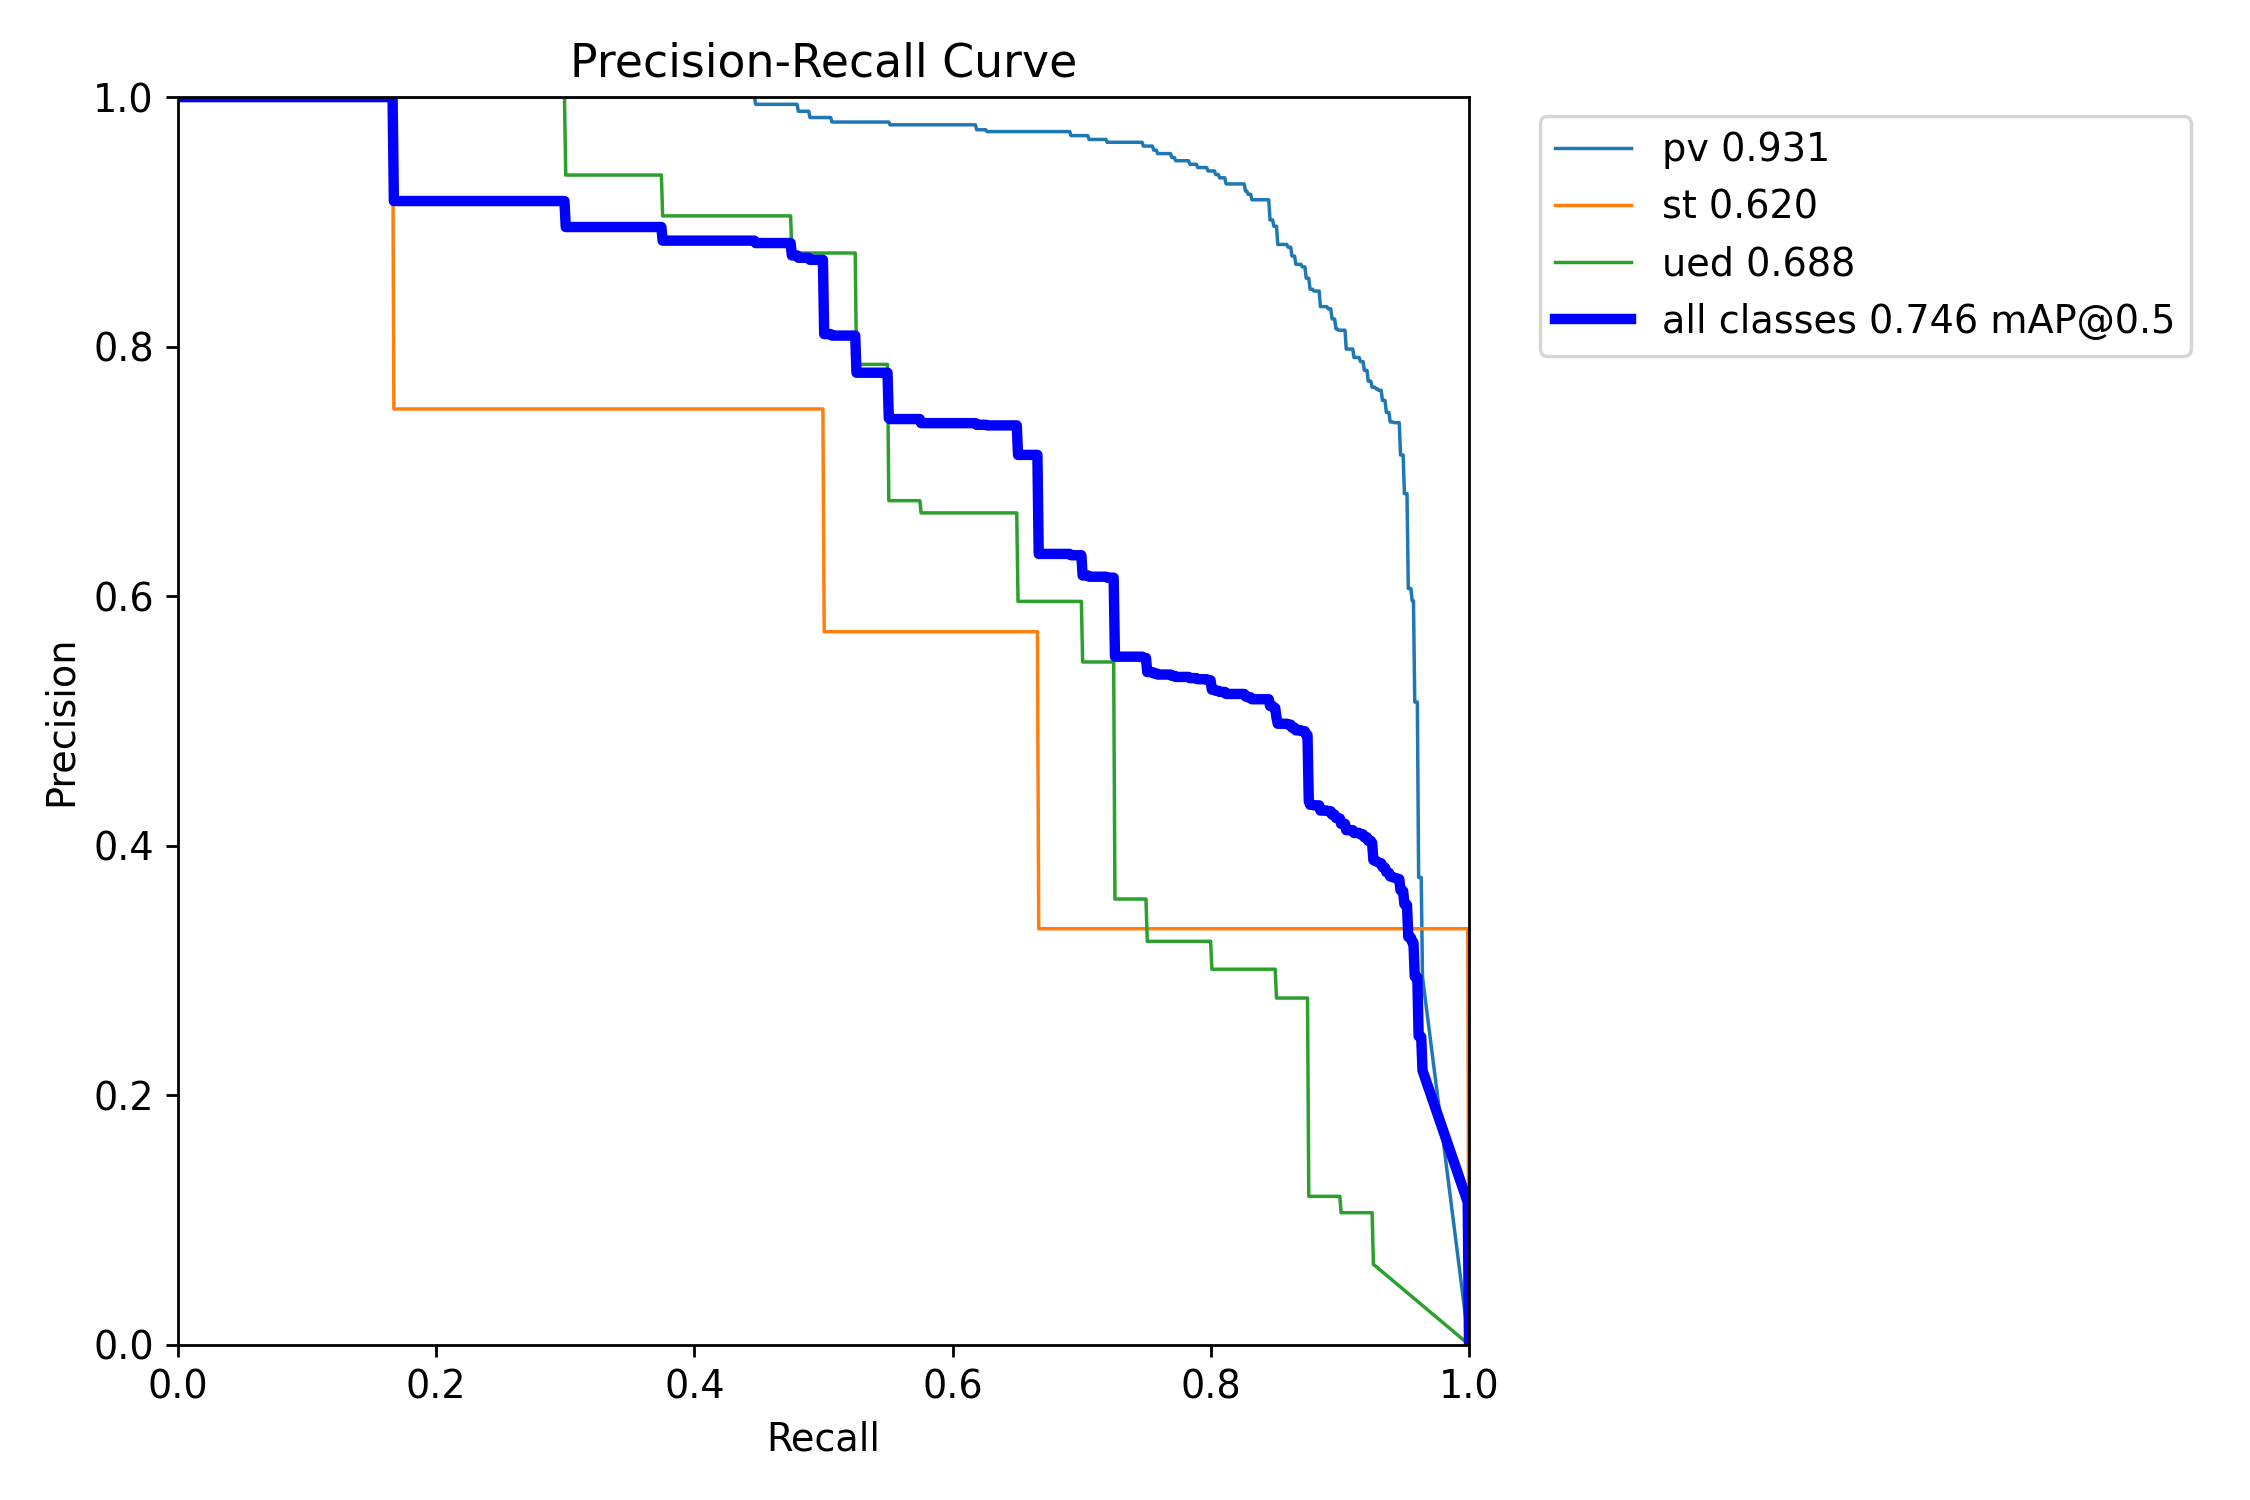 Precision-Recall Curve
1.0
0.8
0.6
0.4
0.2
0.0
Precision
0.0 0.2 0.4 0.6 0.8 1.0
Recall
pv 0.931
st 0.620
ued 0.688
all classes 0.746 mAP@0.5